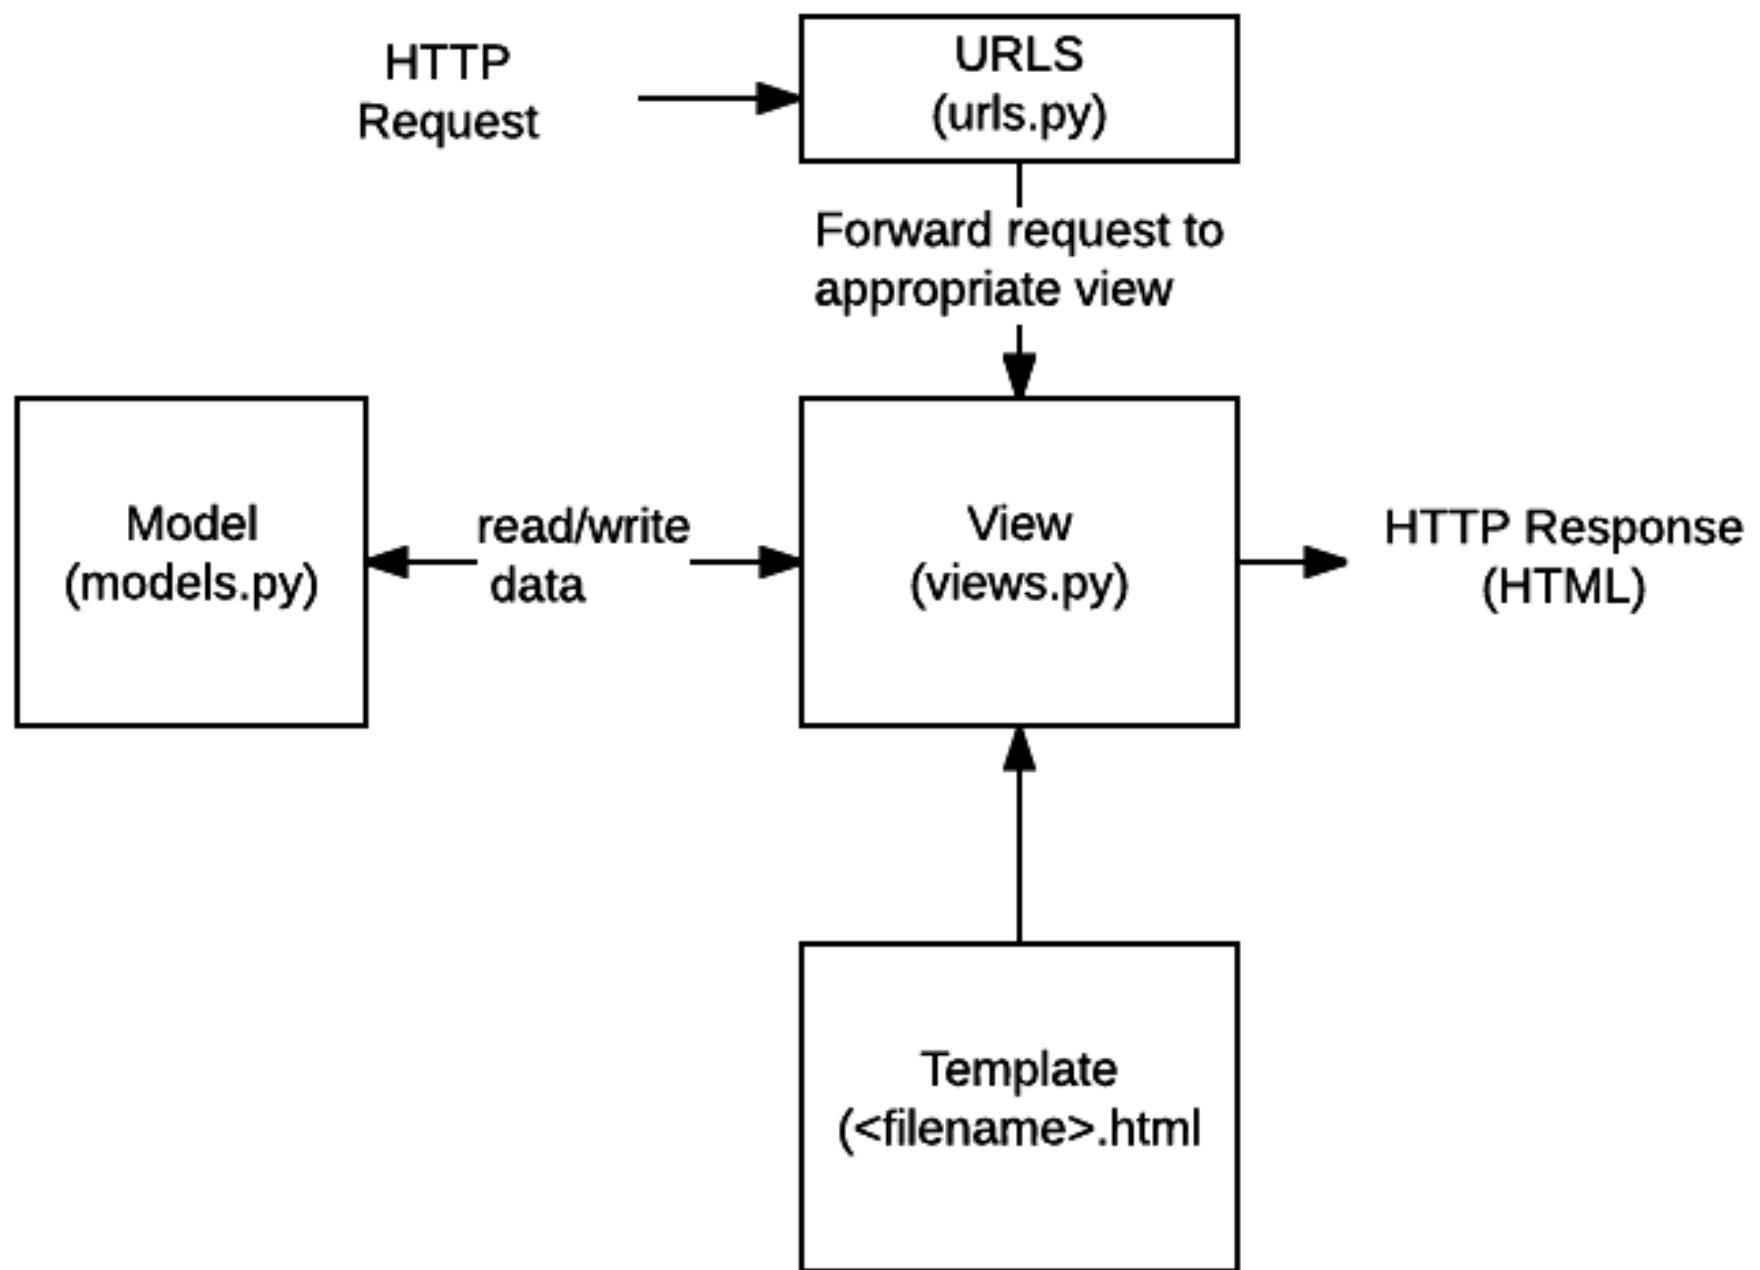 HTTP
Request
URLS
(urls.py)
Forward request to
appropriate view
Model
(models.py)
read/write
data
View
(views.py)
HTTP Response
(HTML)
Template
(<filename>.html